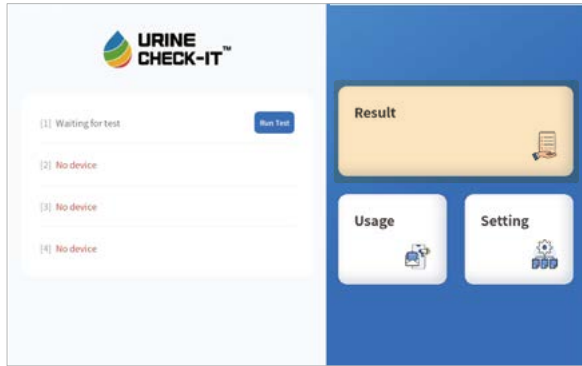 URINE
CHECK-IT™
[1] Waiting for test
Run Test
[2] No device
[3] No device
[4] No device
Result
Usage
Setting